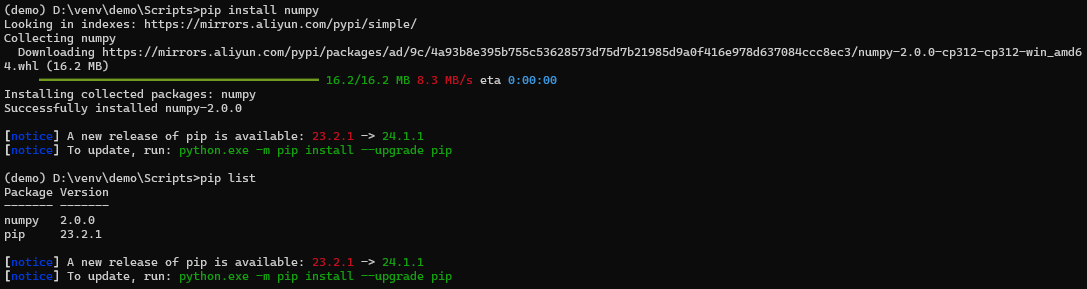 (demo) D:\venv\demo\Scripts>pip install numpy
Looking in indexes: https://mirrors.aliyun.com/pypi/simple/
Collecting numpy
  Downloading https://mirrors.aliyun.com/pypi/packages/ad/9c/4a93b8e395b755c53628573d75d7b21985d9a0f416e978d637084ccc8ec3/numpy-2.0.0-cp312-cp312-win_amd6
4.whl (16.2 MB)
16.2/16.2 MB 8.3 MB/s eta 0:00:00
Installing collected packages: numpy
Successfully installed numpy-2.0.0
[notice] A new release of pip is available: 23.2.1 -> 24.1.1
[notice] To update, run: python.exe -m pip install --upgrade pip
(demo) D:\venv\demo\Scripts>pip list
Package Version
------- -------
numpy   2.0.0
pip     23.2.1
[notice] A new release of pip is available: 23.2.1 -> 24.1.1
[notice] To update, run: python.exe -m pip install --upgrade pip